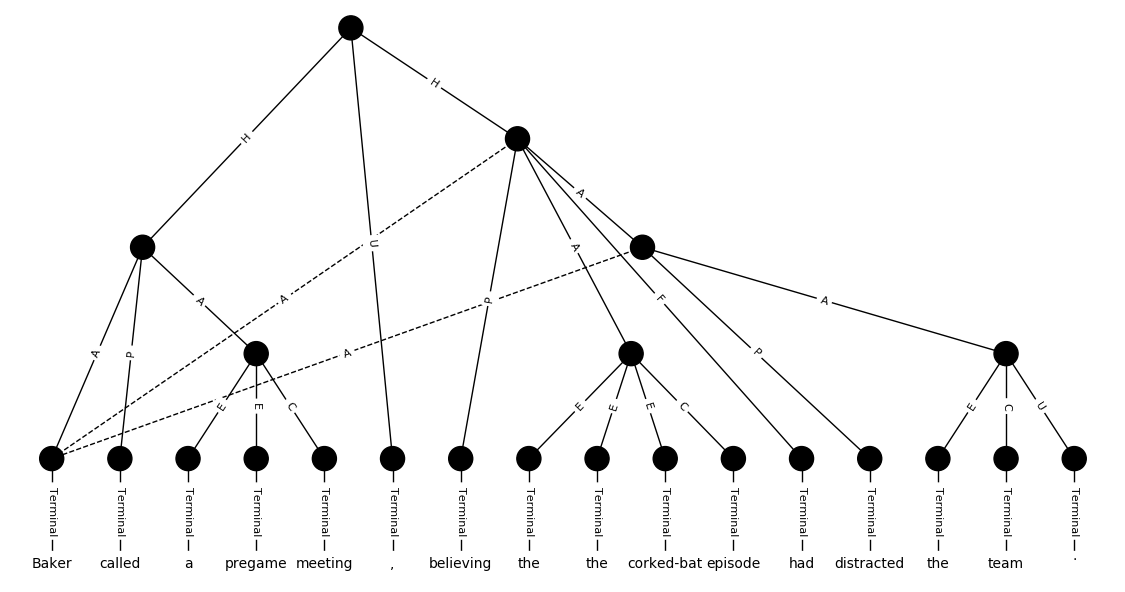 H
H
A
U
A
A
A
A
P
F
A
A
P
A
P
E
E
C
E
E
E
C
E
C
U
Terminal Terminal Terminal Terminal Terminal Terminal Terminal Terminal Terminal Terminal Terminal Terminal Terminal Terminal Terminal Terminal
Baker called a pregame meeting , believing the the corked-bat episode had distracted the team .